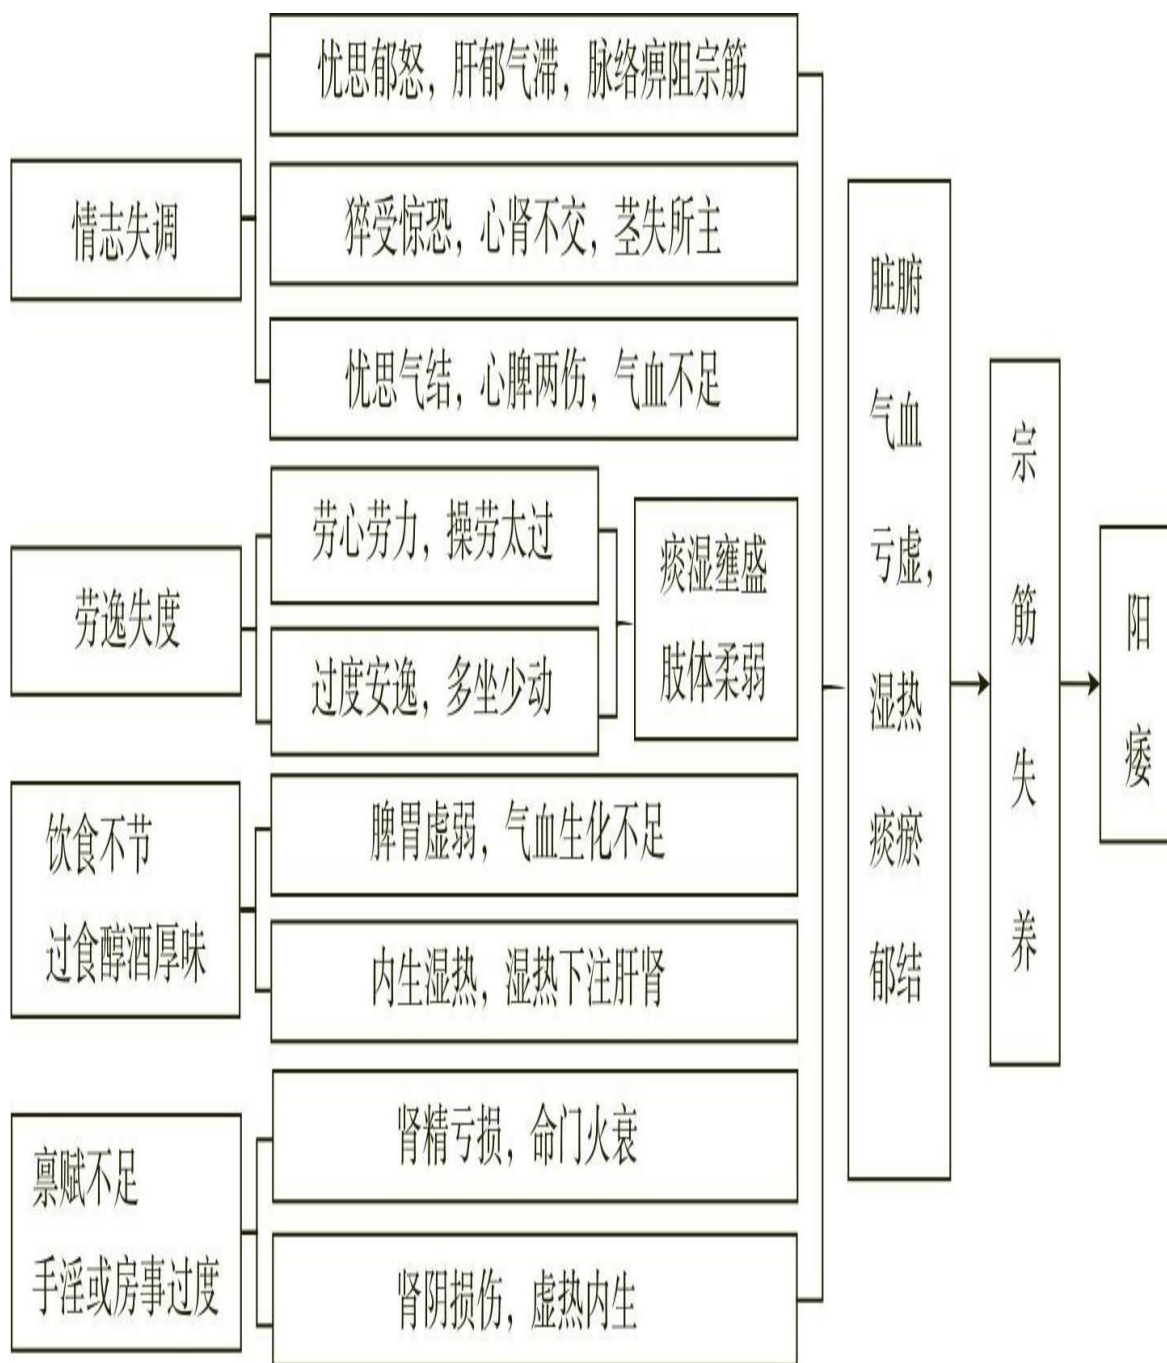 情志失调
忧思郁怒，肝郁气滞，脉络痹阻宗筋
猝受惊恐，心肾不交，茎失所主
忧思气结，心脾两伤，气血不足
劳逸失度
劳心劳力，操劳太过
过度安逸，多坐少动
痰湿壅盛
肢体柔弱
饮食不节
过食醇酒厚味
脾胃虚弱，气血生化不足
内生湿热，湿热下注肝肾
禀赋不足
手淫或房事过度
肾精亏损，命门火衰
肾阴损伤，虚热内生
脏腑
气血
亏虚，
湿热
痰瘀
郁结
宗筋失养
阳痿